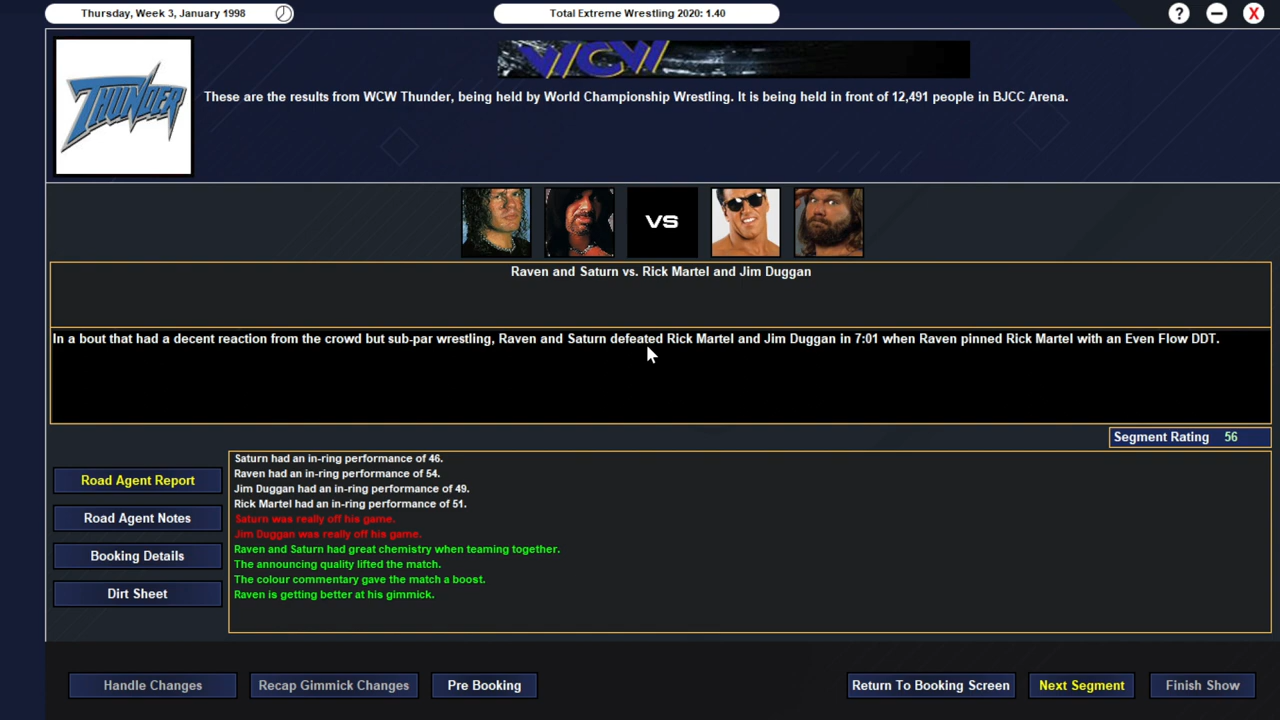 Thursday, Week 3, January 1998
Total Extreme Wrestling 2020: 1.40
?
X
WCW
THUNDER
These are the results from WCW Thunder, being held by World Championship Wrestling. It is being held in front of 12,491 people in BJCC Arena.
VS
Raven and Saturn vs. Rick Martel and Jim Duggan
In a bout that had a decent reaction from the crowd but sub-par wrestling, Raven and Saturn defeated Rick Martel and Jim Duggan in 7:01 when Raven pinned Rick Martel with an Even Flow DDT.
Segment Rating 56
Road Agent Report
Road Agent Notes
Booking Details
Dirt Sheet
Saturn had an in-ring performance of 46.
Raven had an in-ring performance of 54.
Jim Duggan had an in-ring performance of 49.
Rick Martel had an in-ring performance of 51.
Saturn was really off his game.
Jim Duggan was really off his game.
Raven and Saturn had great chemistry when teaming together.
The announcing quality lifted the match.
The colour commentary gave the match a boost.
Raven is getting better at his gimmick.
Handle Changes
Recap Gimmick Changes
Pre Booking
Return To Booking Screen
Next Segment
Finish Show